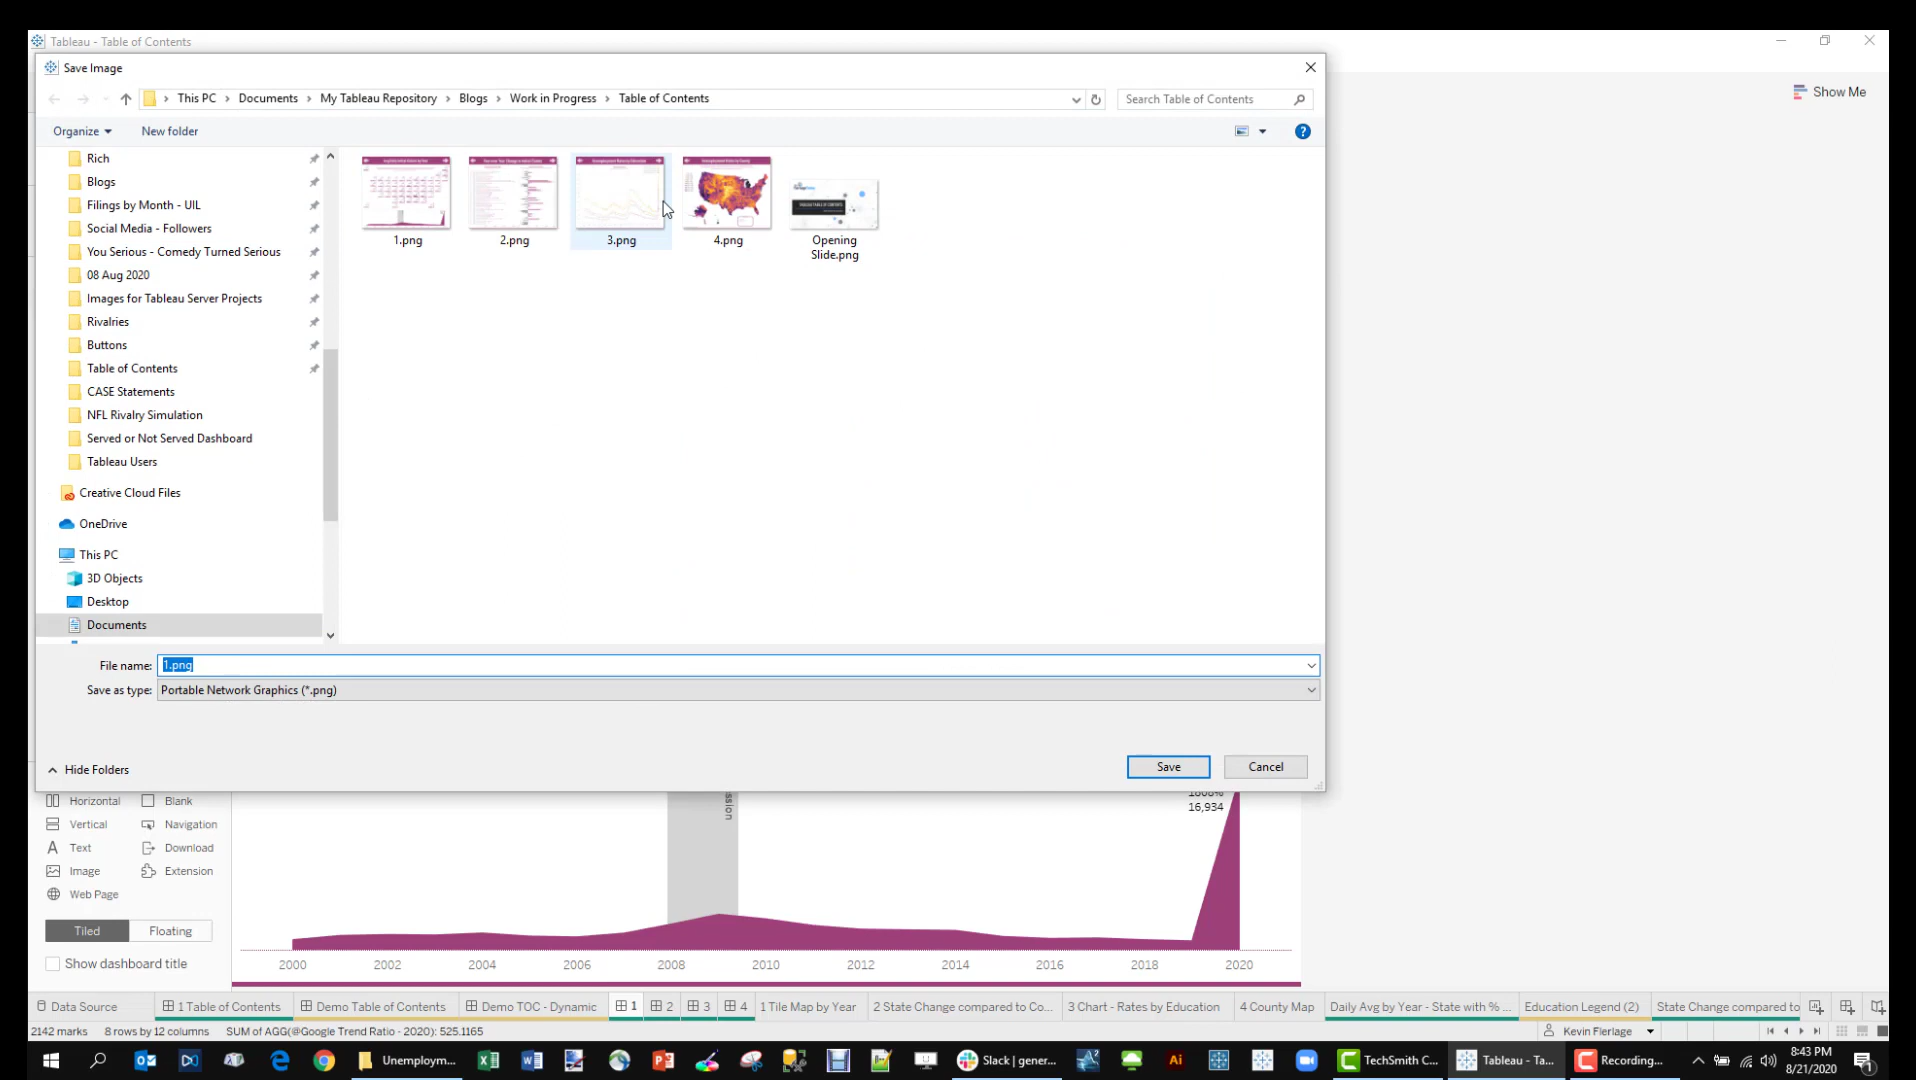 Tableau - Table of Contents
Save Image
This PC > Documents > My Tableau Repository > Blogs > Work in Progress > Table of Contents
Search Table of Contents
Show Me
Organize
New folder
Rich
Blogs
Filings by Month - UIL
Social Media - Followers
You Serious - Comedy Turned Serious
08 Aug 2020
Images for Tableau Server Projects
Rivalries
Buttons
Table of Contents
CASE Statements
NFL Rivalry Simulation
Served or Not Served Dashboard
Tableau Users
Creative Cloud Files
OneDrive
This PC
3D Objects
Desktop
Documents
1.png
2.png
3.png
4.png
Opening Slide.png
File name: 1.png
Save as type: Portable Network Graphics (*.png)
Hide Folders
Save
Cancel
Horizontal
Blank
Vertical
Navigation
Text
Download
Image
Extension
Web Page
Tiled
Floating
Show dashboard title
16,934
2000 2002 2004 2006 2008 2010 2012 2014 2016 2018 2020
Data Source
1 Table of Contents
Demo Table of Contents
Demo TOC - Dynamic
1
2
3
4
1 Tile Map by Year
2 State Change compared to Co...
3 Chart - Rates by Education
4 County Map
Daily Avg by Year - State with % ...
Education Legend (2)
State Change compared to
2142 marks 8 rows by 12 columns SUM of AGG(@Google Trend Ratio - 2020): 525.1165
Kevin Flerlage
Unemploym...
Slack | gener...
TechSmith C...
Tableau - Ta...
Recording...
8:43 PM
8/21/2020